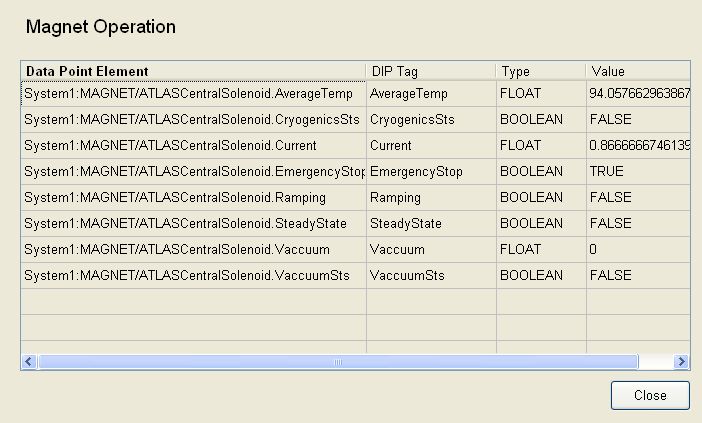 Magnet Operation
Data Point Element DIP Tag Type Value
System1:MAGNET/ATLASCentralSolenoid.AverageTemp AverageTemp FLOAT 94.057662963867
System1:MAGNET/ATLASCentralSolenoid.CryogenicsSts CryogenicsSts BOOLEAN FALSE
System1:MAGNET/ATLASCentralSolenoid.Current Current FLOAT 0.8666666746139
System1:MAGNET/ATLASCentralSolenoid.EmergencyStop EmergencyStop BOOLEAN TRUE
System1:MAGNET/ATLASCentralSolenoid.Ramping Ramping BOOLEAN FALSE
System1:MAGNET/ATLASCentralSolenoid.SteadyState SteadyState BOOLEAN FALSE
System1:MAGNET/ATLASCentralSolenoid.Vaccuum Vaccuum FLOAT 0
System1:MAGNET/ATLASCentralSolenoid.VaccuumSts VaccuumSts BOOLEAN FALSE
Close